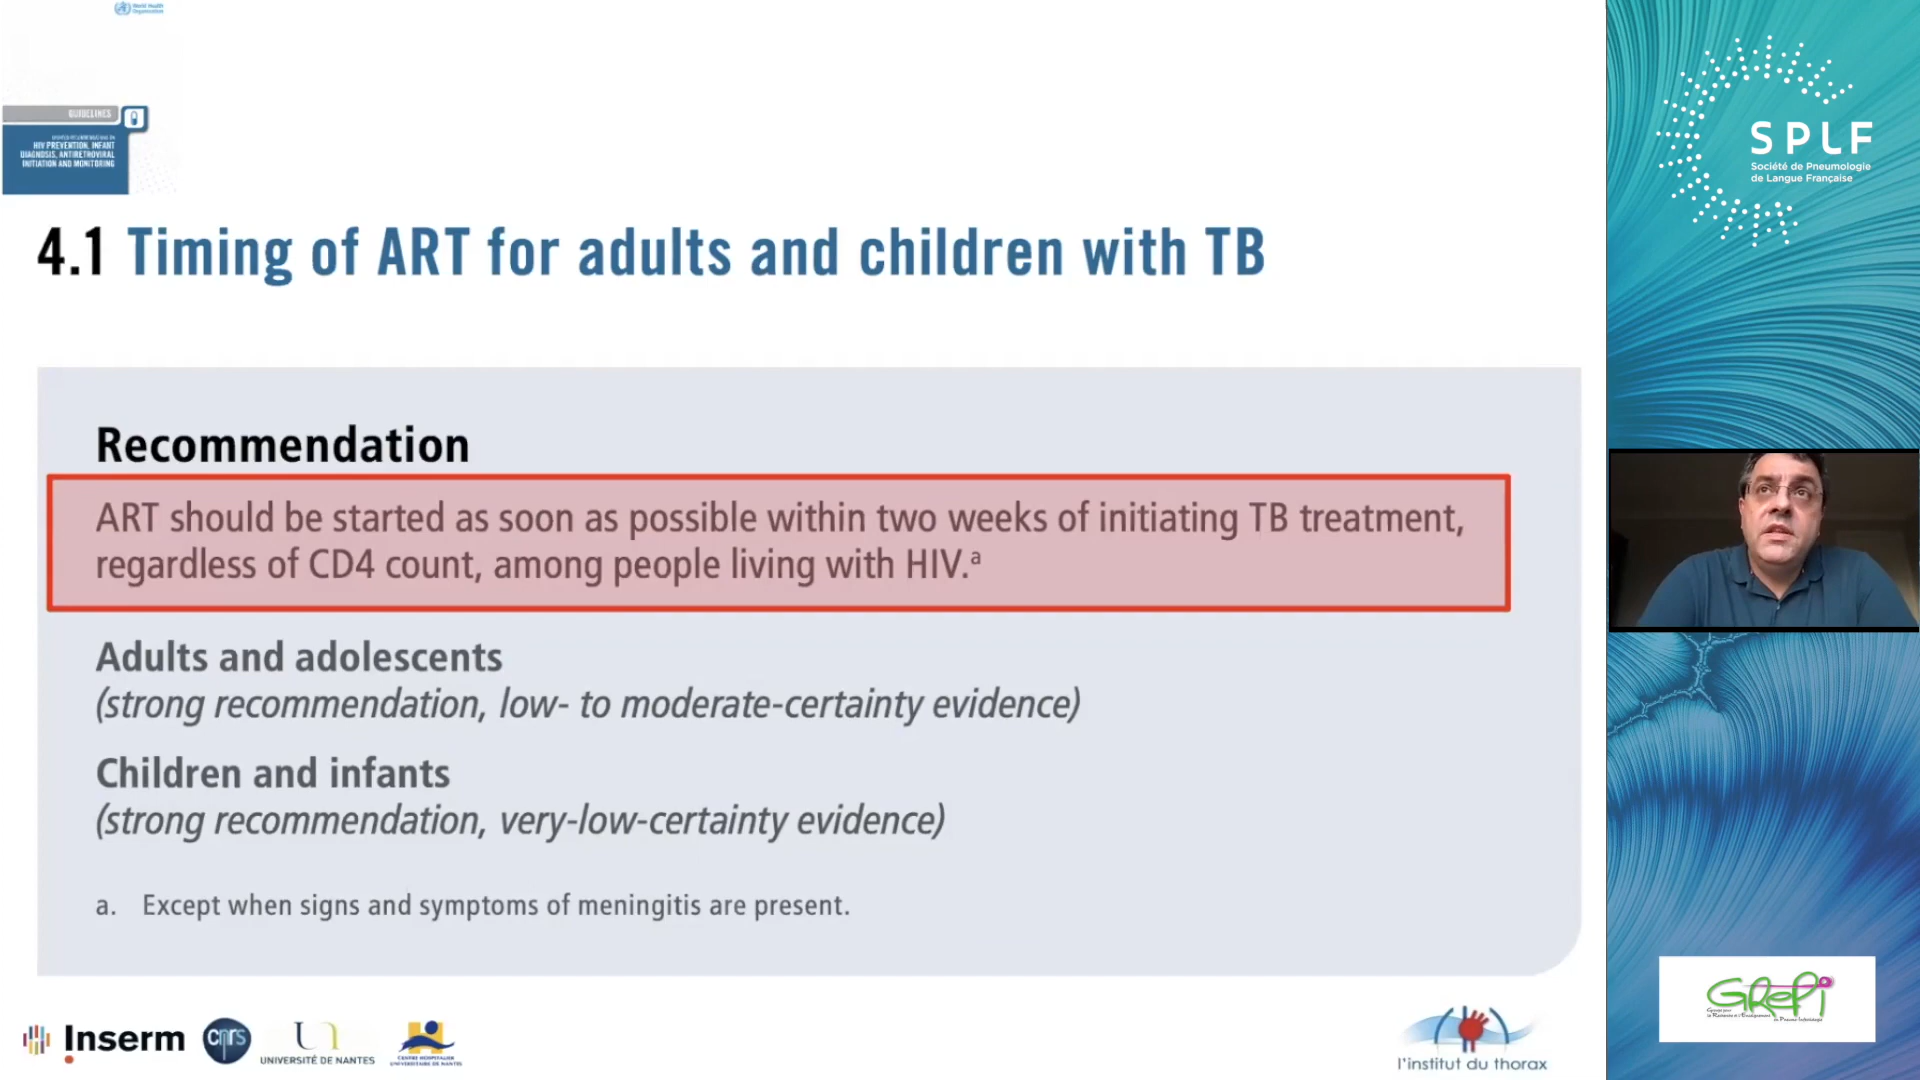 World Health
Organization
GUIDELINES
HIV PREVENTION, INFANT
DIAGNOSIS, ANTIRETROVIRAL
INITIATION AND MONITORING
4.1 Timing of ART for adults and children with TB
Recommendation
ART should be started as soon as possible within two weeks of initiating TB treatment,
regardless of CD4 count, among people living with HIV.a
Adults and adolescents
(strong recommendation, low- to moderate-certainty evidence)
Children and infants
(strong recommendation, very-low-certainty evidence)
a. Except when signs and symptoms of meningitis are present.
Inserm
cnrs
UNIVERSITÉ DE NANTES
CENTRE HOSPITALIER
UNIVERSITAIRE DE NANTES
l'institut du thorax
SPLF
Société de Pneumologie
de Langue Française
GREPI